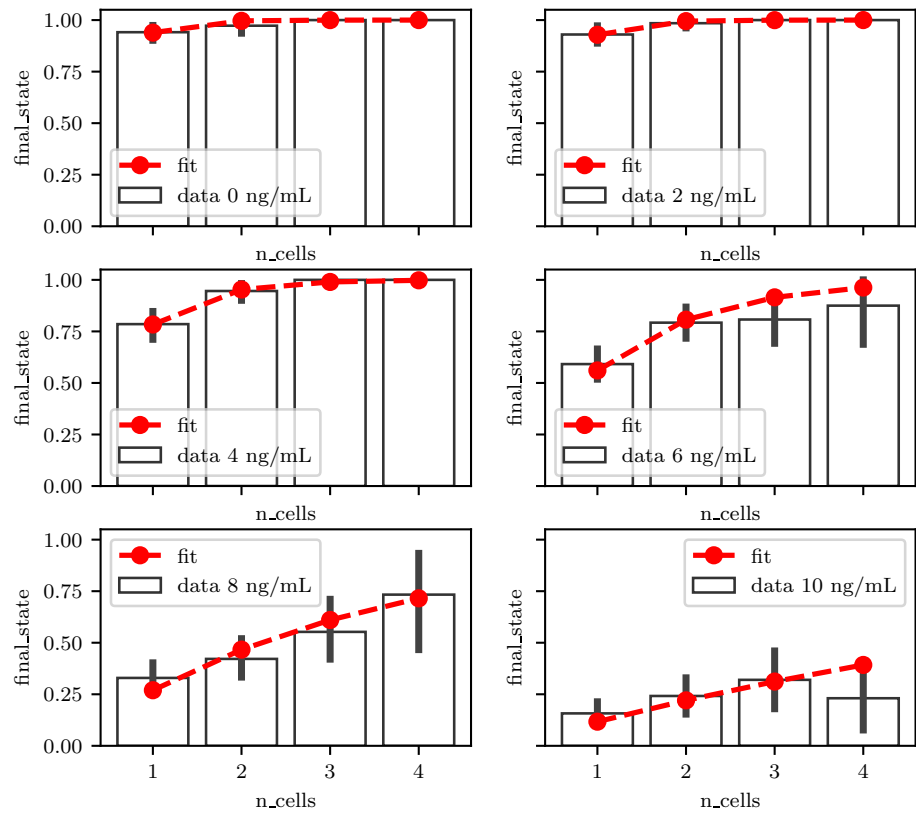 1.00
0.75
0.50
0.25
0.00
final_state
fit
data 0 ng/mL
n_cells
final_state
fit
data 2 ng/mL
n_cells
1.00
0.75
0.50
0.25
0.00
final_state
fit
data 4 ng/mL
n_cells
final_state
fit
data 6 ng/mL
n_cells
1.00
0.75
0.50
0.25
0.00
final_state
fit
data 8 ng/mL
1 2 3 4
n_cells
final_state
fit
data 10 ng/mL
1 2 3 4
n_cells